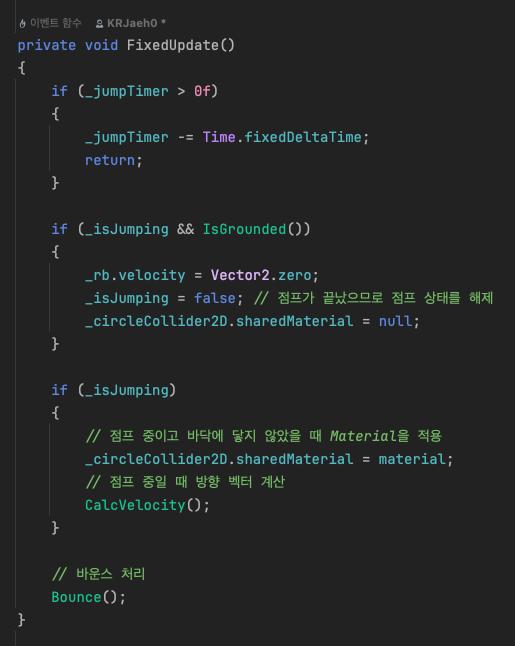 이벤트 함수 KRJaeh0 *
private void FixedUpdate()
{
    if (_jumpTimer > 0f)
    {
        _jumpTimer -= Time.fixedDeltaTime;
        return;
    }

    if (_isJumping && IsGrounded())
    {
        _rb.velocity = Vector2.zero;
        _isJumping = false; // 점프가 끝났으므로 점프 상태를 해제
        _circleCollider2D.sharedMaterial = null;
    }

    if (_isJumping)
    {
        // 점프 중이고 바닥에 닿지 않았을 때 Material을 적용
        _circleCollider2D.sharedMaterial = material;
        // 점프 중일 때 방향 벡터 계산
        CalcVelocity();
    }

    // 바운스 처리
    Bounce();
}